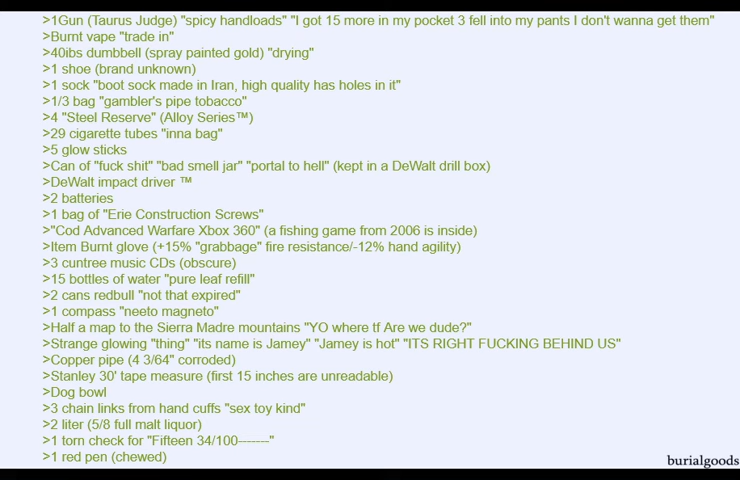 >1Gun (Taurus Judge) "spicy handloads" "I got 15 more in my pocket 3 fell into my pants I don't wanna get them"
>Burnt vape "trade in"
>40ibs dumbbell (spray painted gold) "drying"
>1 shoe (brand unknown)
>1 sock "boot sock made in Iran, high quality has holes in it"
>1/3 bag "gambler's pipe tobacco"
>4 "Steel Reserve" (Alloy Series™)
>29 cigarette tubes "inna bag"
>5 glow sticks
>Can of "fuck shit" "bad smell jar" "portal to hell" (kept in a DeWalt drill box)
>DeWalt impact driver ™
>2 batteries
>1 bag of "Erie Construction Screws"
>"Cod Advanced Warfare Xbox 360" (a fishing game from 2006 is inside)
>Item Burnt glove (+15% "grabbage" fire resistance/-12% hand agility)
>3 cuntree music CDs (obscure)
>15 bottles of water "pure leaf refill"
>2 cans redbull "not that expired"
>1 compass "neeto magneto"
>Half a map to the Sierra Madre mountains "YO where tf Are we dude?"
>Strange glowing "thing" "its name is Jamey" "Jamey is hot" "ITS RIGHT FUCKING BEHIND US"
>Copper pipe (4 3/64" corroded)
>Stanley 30' tape measure (first 15 inches are unreadable)
>Dog bowl
>3 chain links from hand cuffs "sex toy kind"
>2 liter (5/8 full malt liquor)
>1 torn check for "Fifteen 34/100-------"
>1 red pen (chewed)
burialgoods